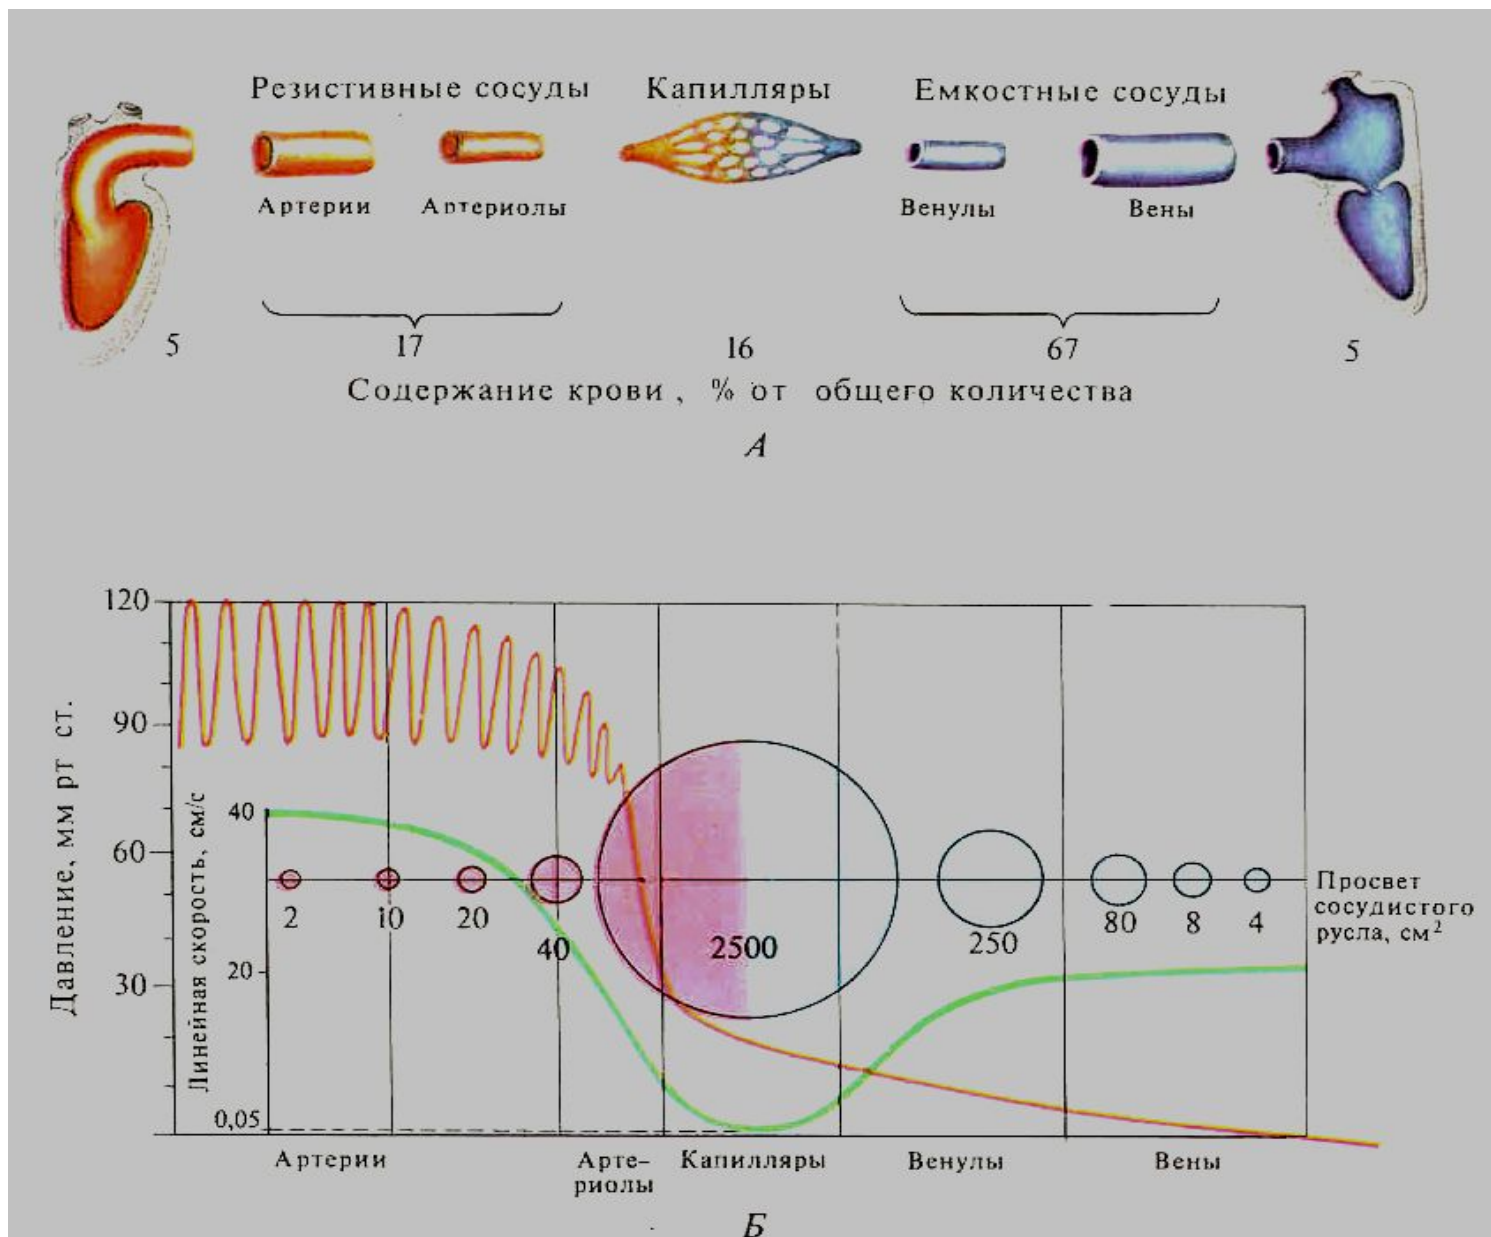 Резистивные сосуды Капилляры Емкостные сосуды
Артерии Артериолы Венулы Вены
5 17 16 67 5
Содержание крови, % от общего количества
А
Давление, мм рт ст.
120
90
60
30
Линейная скорость, см/с
40
20
0,05
2 10 20 40 2500 250 80 8 4
Просвет
сосудистого
русла, см²
Артерии Арте– Капилляры Венулы Вены
риолы
Б